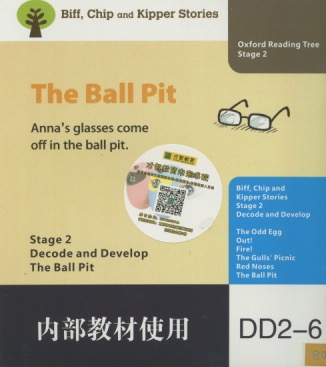 Biff, Chip and Kipper Stories
Oxford Reading Tree
Stage 2
The Ball Pit
Anna's glasses come
off in the ball pit.
Biff, Chip and
Kipper Stories
Stage 2
Decode and Develop
The Odd Egg
Out!
Fire!
The Gulls' Picnic
Red Noses
The Ball Pit
Stage 2
Decode and Develop
The Ball Pit
内部教材使用
DD2-6